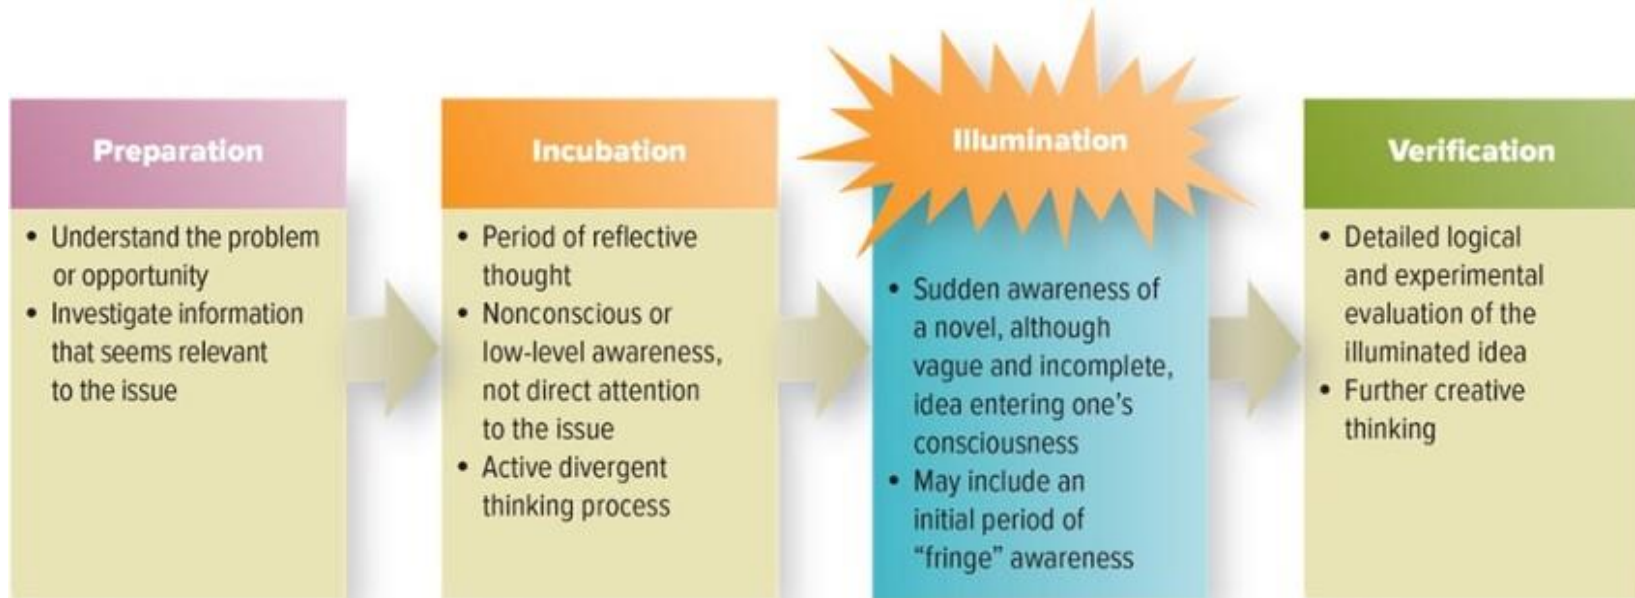 Preparation
• Understand the problem
or opportunity
• Investigate information
that seems relevant
to the issue
Incubation
• Period of reflective
thought
• Nonconscious or
low-level awareness,
not direct attention
to the issue
• Active divergent
thinking process
Illumination
• Sudden awareness of
a novel, although
vague and incomplete,
idea entering one’s
consciousness
• May include an
initial period of
“fringe” awareness
Verification
• Detailed logical
and experimental
evaluation of the
illuminated idea
• Further creative
thinking